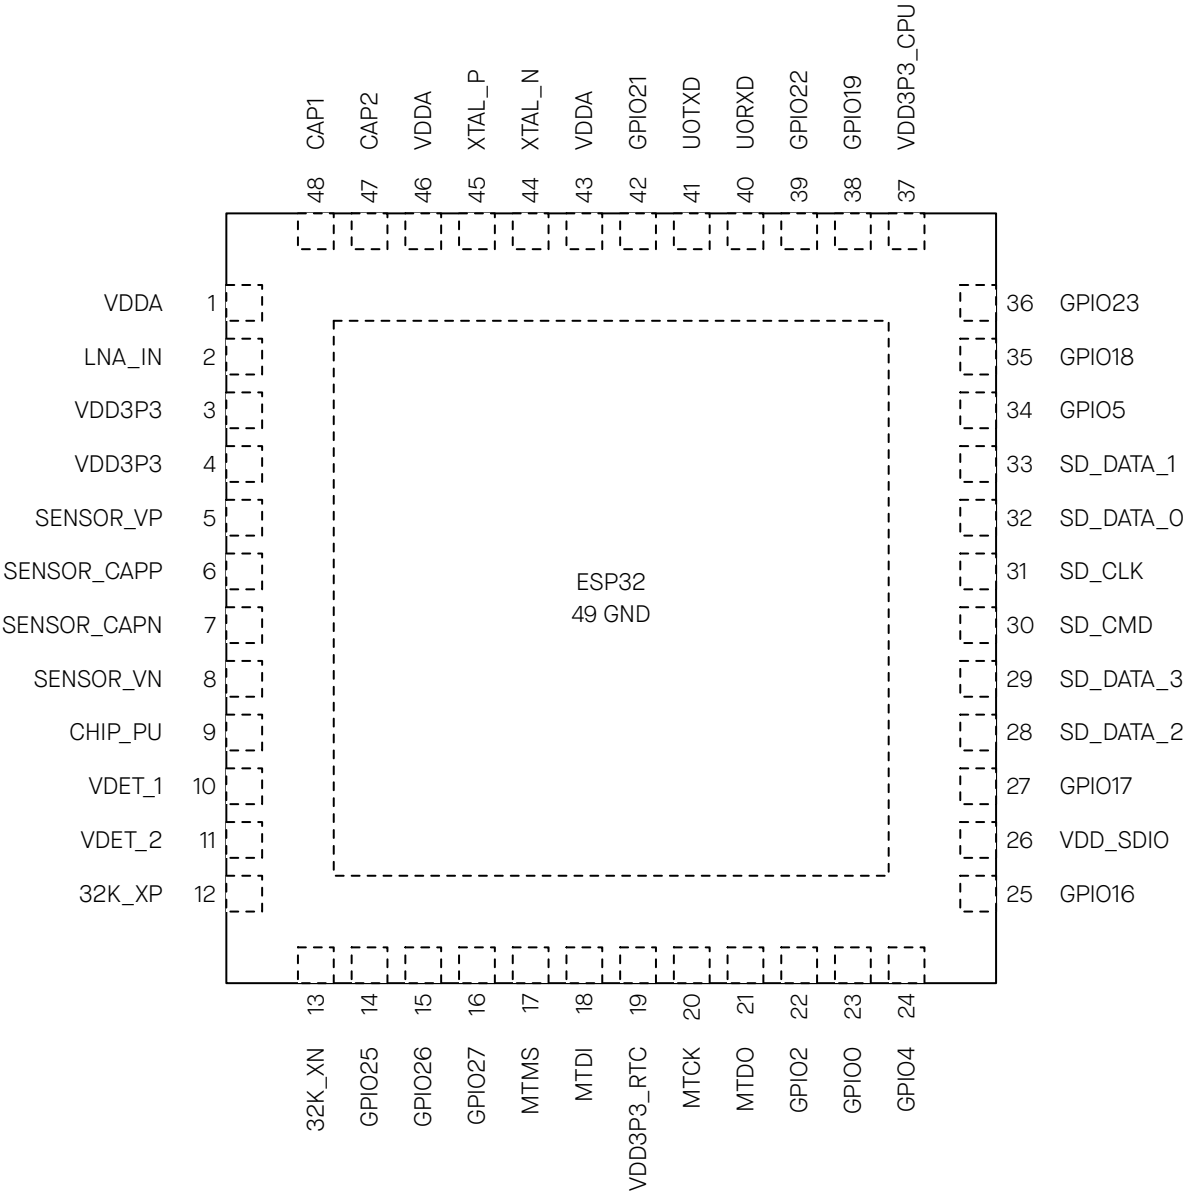 CAP1 48
CAP2 47
VDDA 46
XTAL_P 45
XTAL_N 44
VDDA 43
GPIO21 42
U0TXD 41
U0RXD 40
GPIO22 39
GPIO19 38
VDD3P3_CPU 37
VDDA 1
LNA_IN 2
VDD3P3 3
VDD3P3 4
SENSOR_VP 5
SENSOR_CAPP 6
SENSOR_CAPN 7
SENSOR_VN 8
CHIP_PU 9
VDET_1 10
VDET_2 11
32K_XP 12
ESP32
49 GND
36 GPIO23
35 GPIO18
34 GPIO5
33 SD_DATA_1
32 SD_DATA_0
31 SD_CLK
30 SD_CMD
29 SD_DATA_3
28 SD_DATA_2
27 GPIO17
26 VDD_SDIO
25 GPIO16
32K_XN 13
GPIO25 14
GPIO26 15
GPIO27 16
MTMS 17
MTDI 18
VDD3P3_RTC 19
MTCK 20
MTDO 21
GPIO2 22
GPIO0 23
GPIO4 24